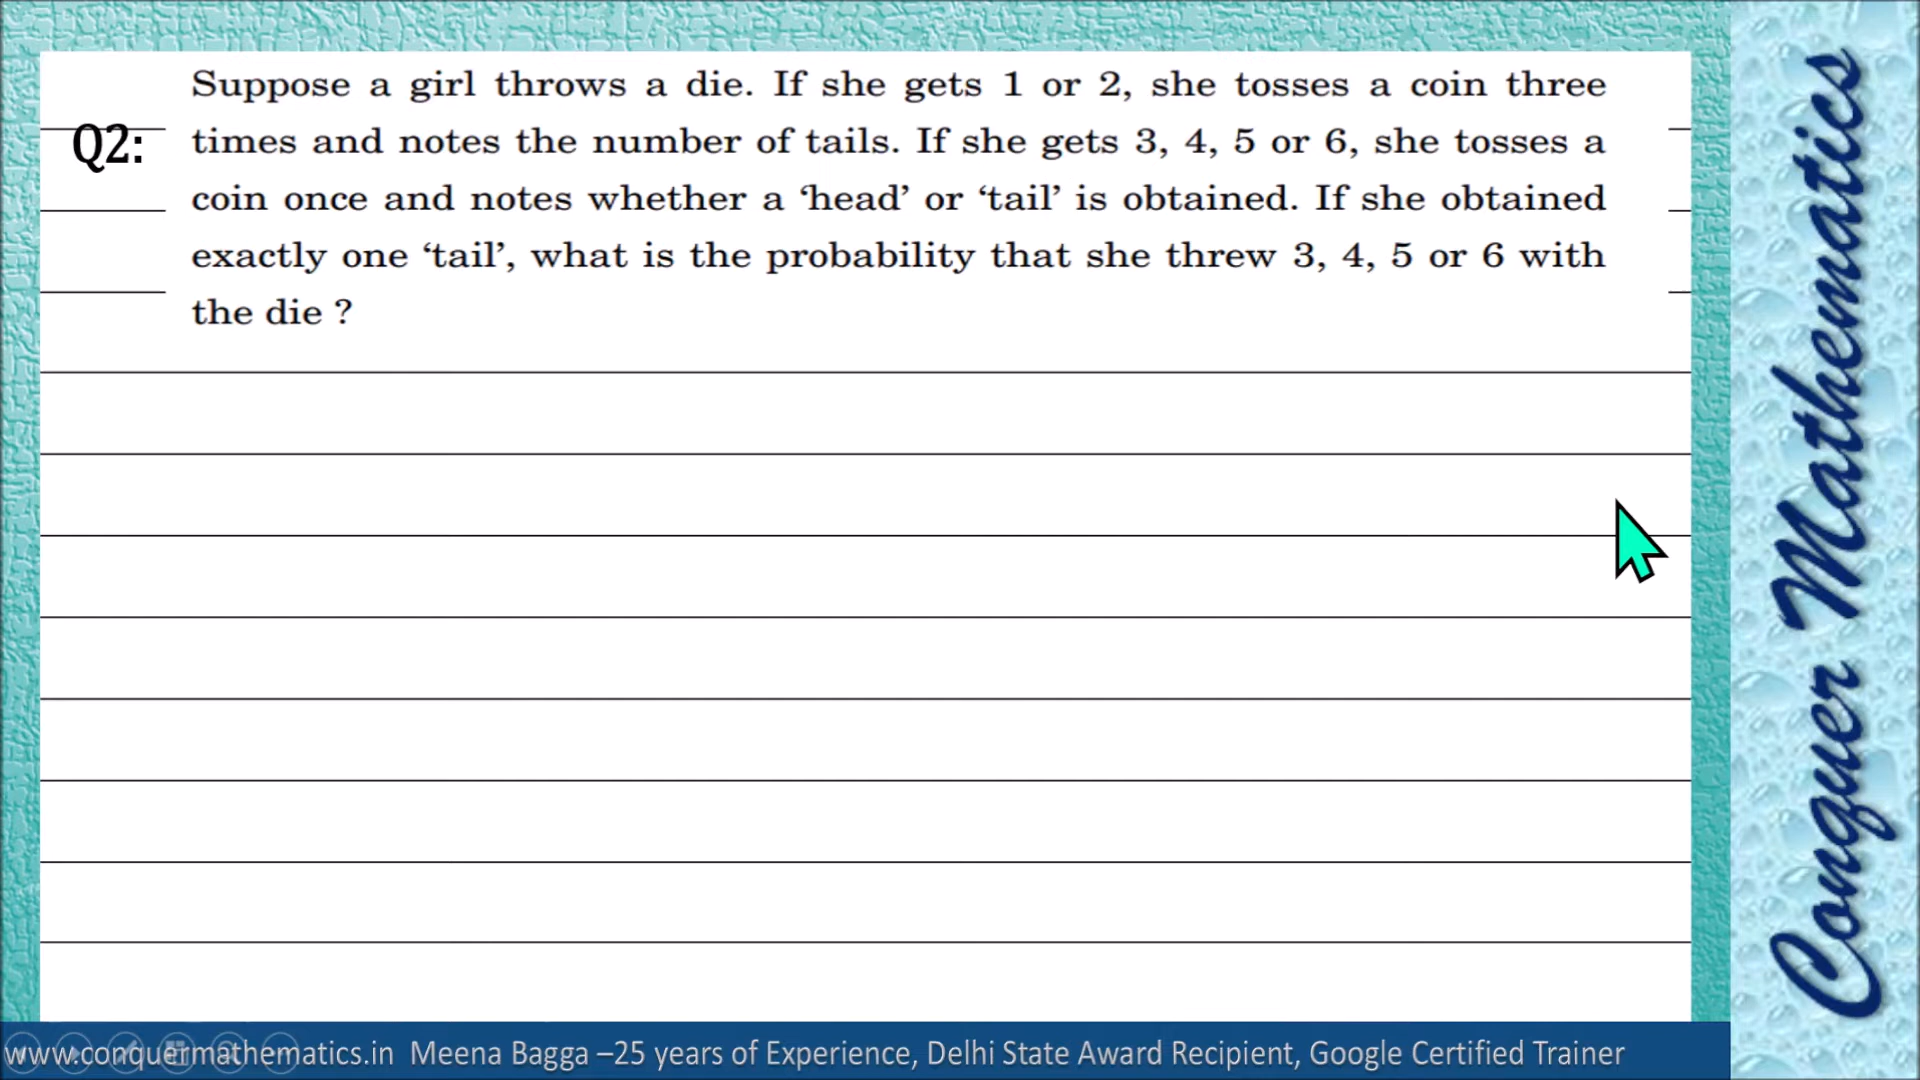 Suppose a girl throws a die. If she gets 1 or 2, she tosses a coin three
Q2: times and notes the number of tails. If she gets 3, 4, 5 or 6, she tosses a
coin once and notes whether a ‘head’ or ‘tail’ is obtained. If she obtained
exactly one ‘tail’, what is the probability that she threw 3, 4, 5 or 6 with
the die ?
Conquer Mathematics
www.conquermathematics.in Meena Bagga –25 years of Experience, Delhi State Award Recipient, Google Certified Trainer